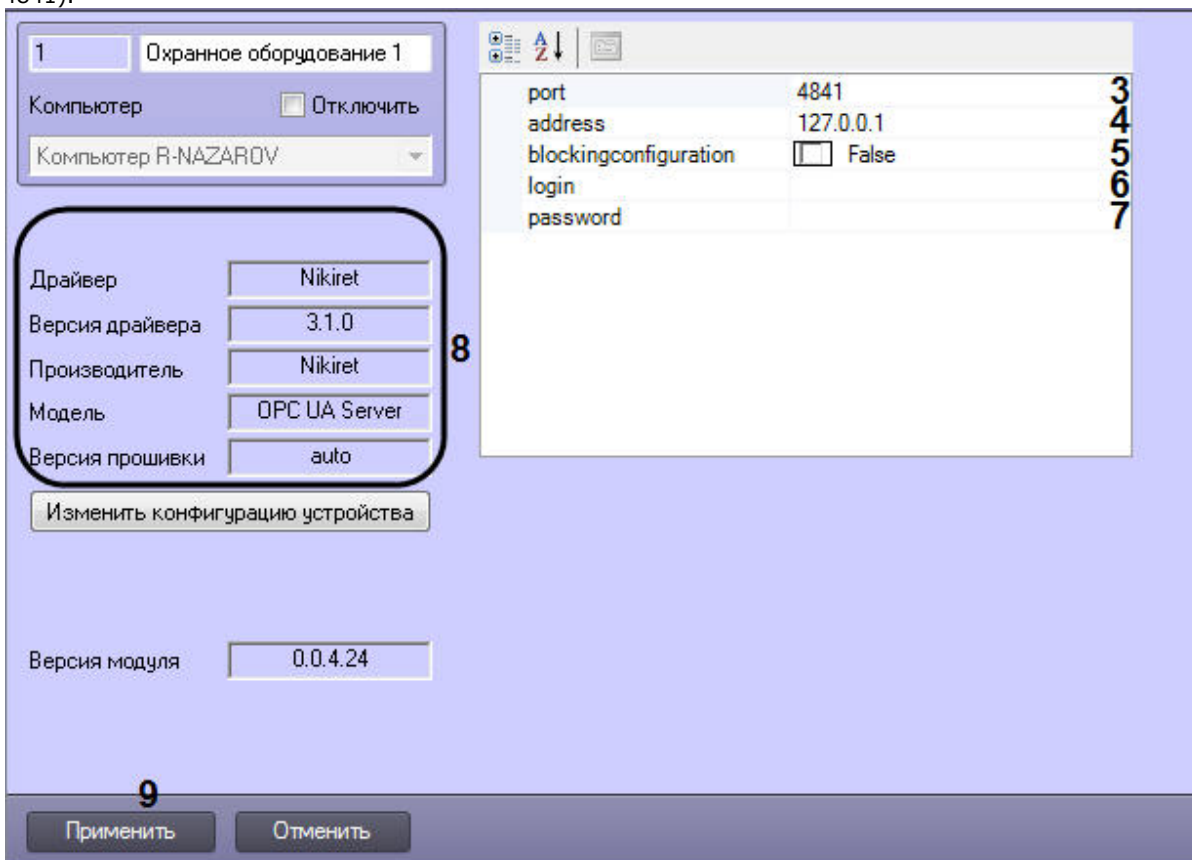 4841).
1 Охранное оборудование 1
Компьютер Отключить
Компьютер R-NAZAROV
port 4841 3
address 127.0.0.1 4
blockingconfiguration False 5
login 6
password 7
Драйвер Nikiret
Версия драйвера 3.1.0
Производитель Nikiret
Модель OPC UA Server
Версия прошивки auto
8
Изменить конфигурацию устройства
Версия модуля 0.0.4.24
9
Применить Отменить